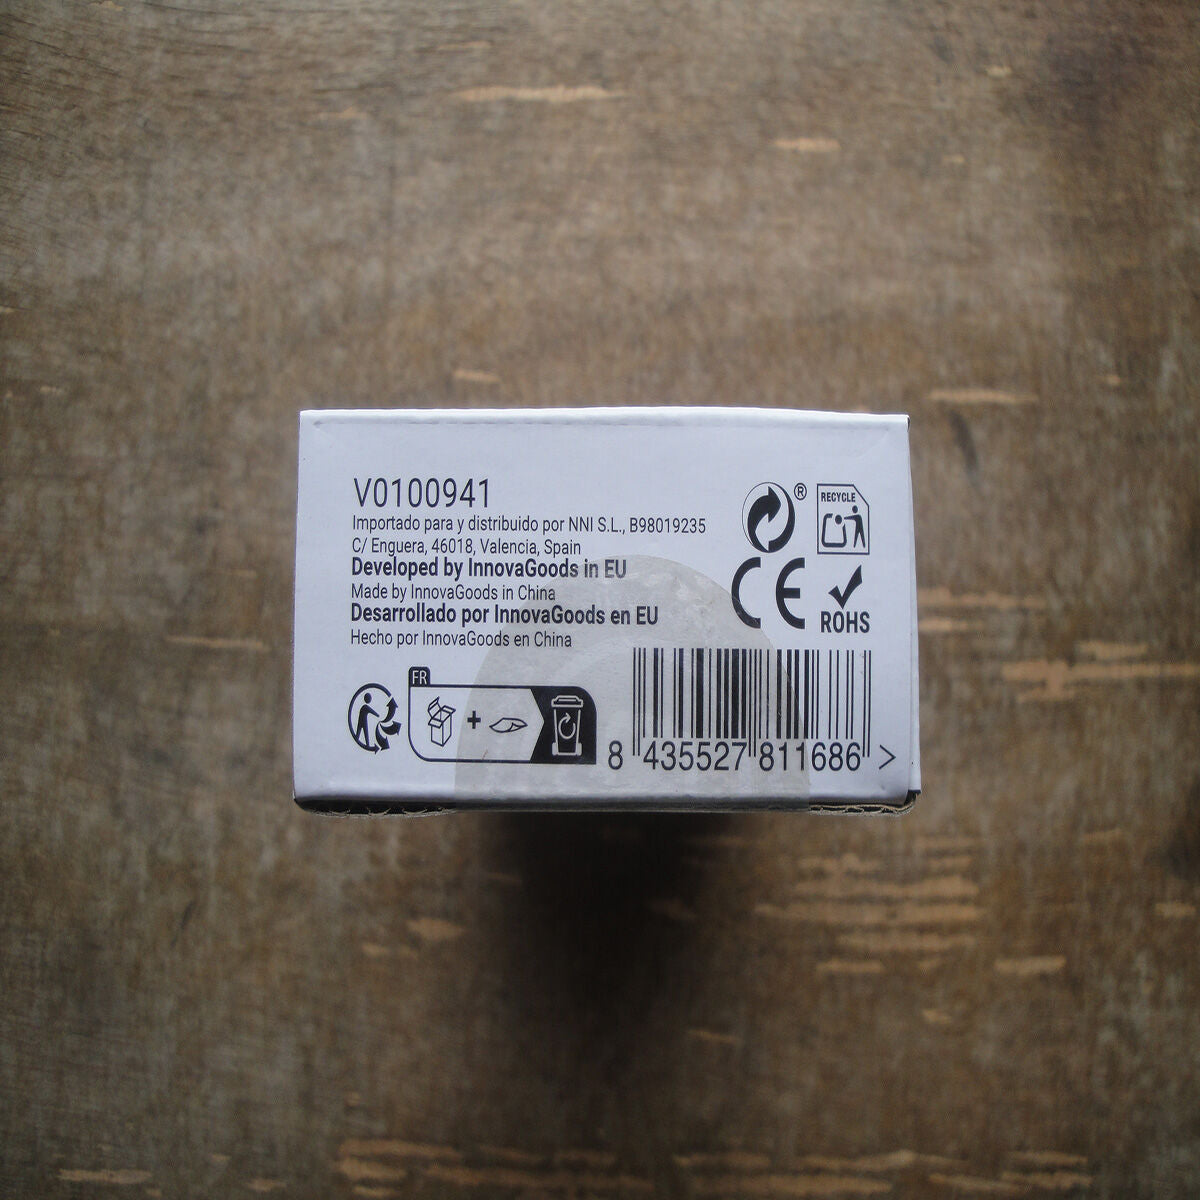 V0100941
Importado para y distribuido por NNI S.L., B98019235
C/ Enguera, 46018, Valencia, Spain
Developed by InnovaGoods in EU
Made by InnovaGoods in China
Desarrollado por InnovaGoods en EU
Hecho por InnovaGoods en China
®
RECYCLE
CE
ROHS
FR
+
8 435527 811686 >